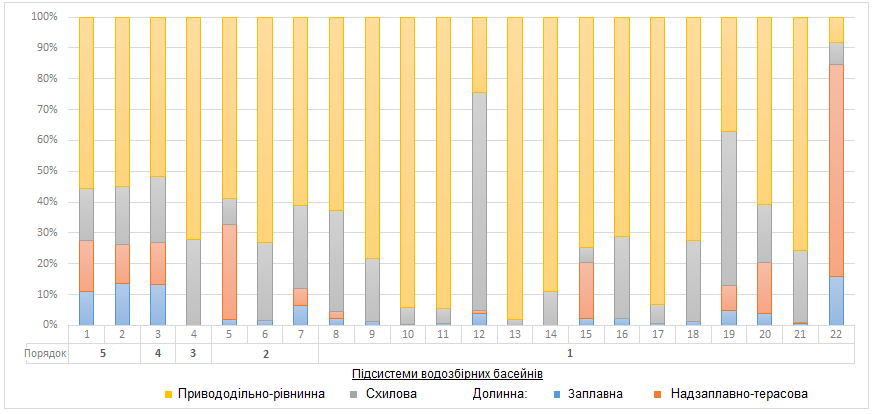 100%
90%
80%
70%
60%
50%
40%
30%
20%
10%
0%
1 2 3 4 5 6 7 8 9 10 11 12 13 14 15 16 17 18 19 20 21 22
Порядок 5 4 3 2 1
Підсистеми водозбірних басейнів
Привододільно-рівнинна Схилова Долинна: Заплавна Надзаплавно-терасова